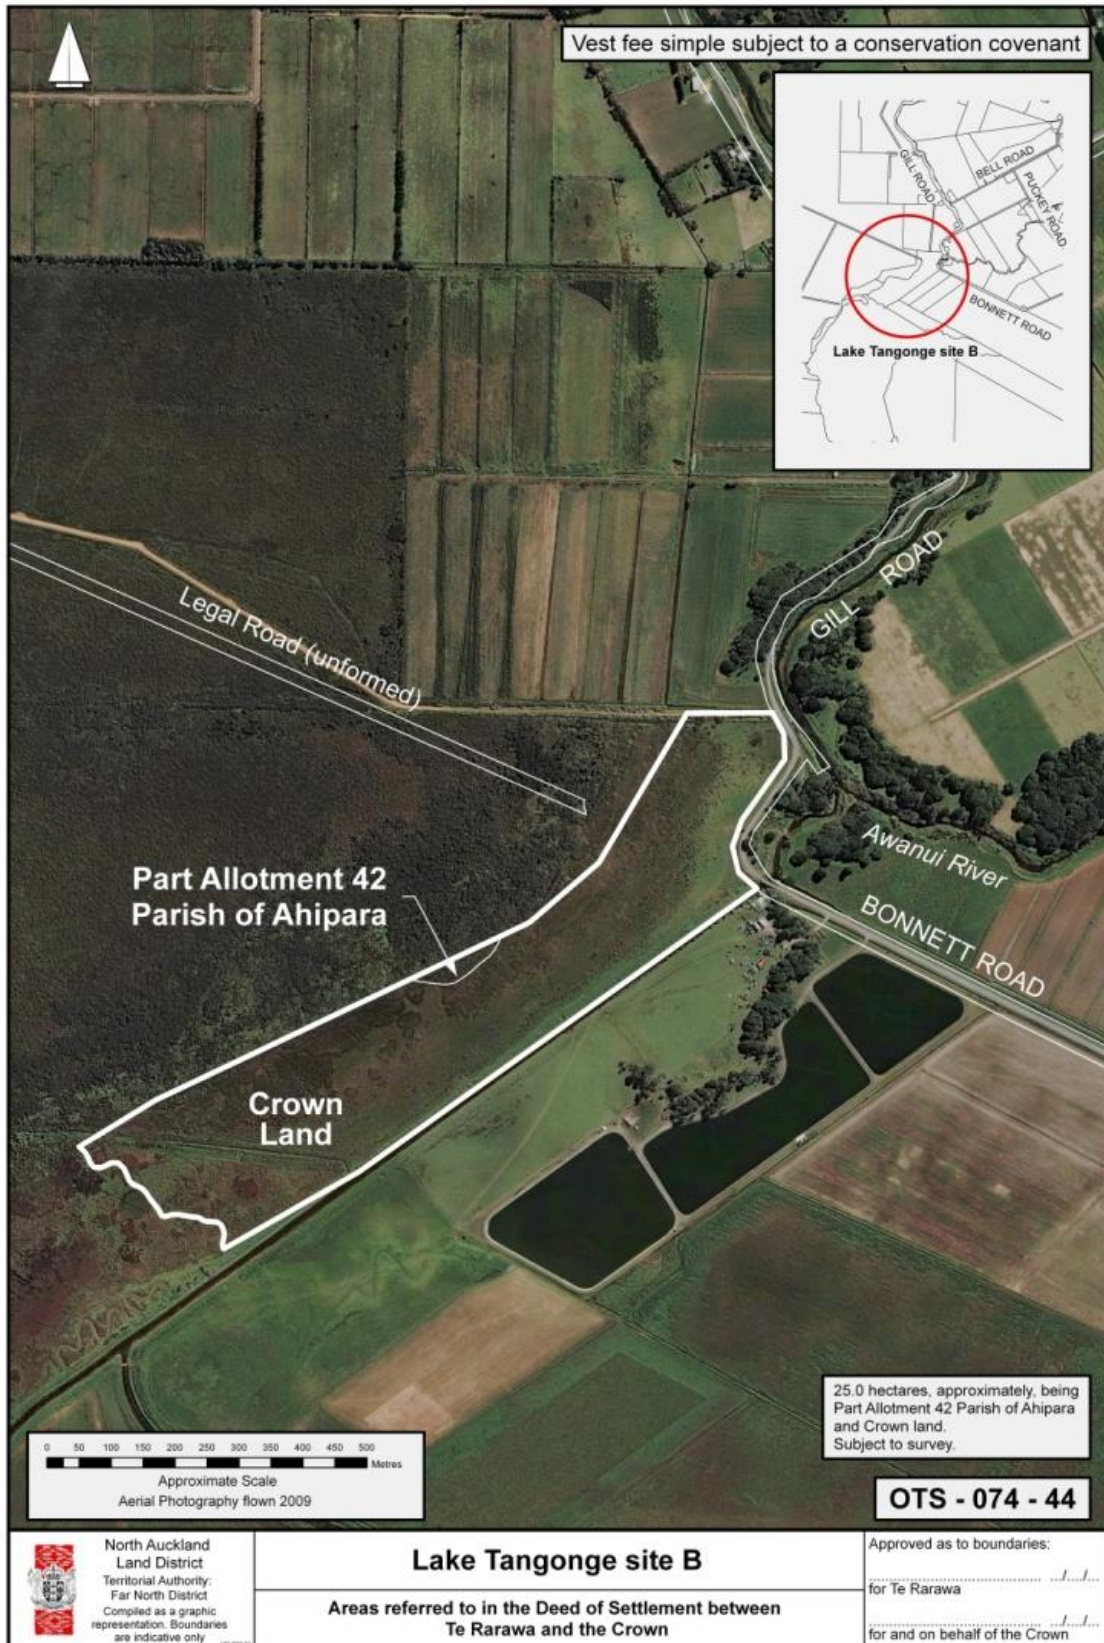 Vest fee simple subject to a conservation covenant
GILL ROAD
BELL ROAD
PUCKEY ROAD
BONNETT ROAD
Lake Tangonge site B
GILL ROAD
Legal Road (unformed)
Awanui River
BONNETT ROAD
Part Allotment 42
Parish of Ahipara
Crown
Land
25.0 hectares, approximately, being
Part Allotment 42 Parish of Ahipara
and Crown land.
Subject to survey.
0 50 100 150 200 250 300 350 400 450 500
Metres
Approximate Scale
Aerial Photography flown 2009
OTS - 074 - 44
North Auckland
Land District
Territorial Authority:
Far North District
Compiled as a graphic
representation. Boundaries
are indicative only
Lake Tangonge site B
Areas referred to in the Deed of Settlement between
Te Rarawa and the Crown
Approved as to boundaries:
............................................ ..../..../....
for Te Rarawa
............................................ ..../..../....
for and on behalf of the Crown